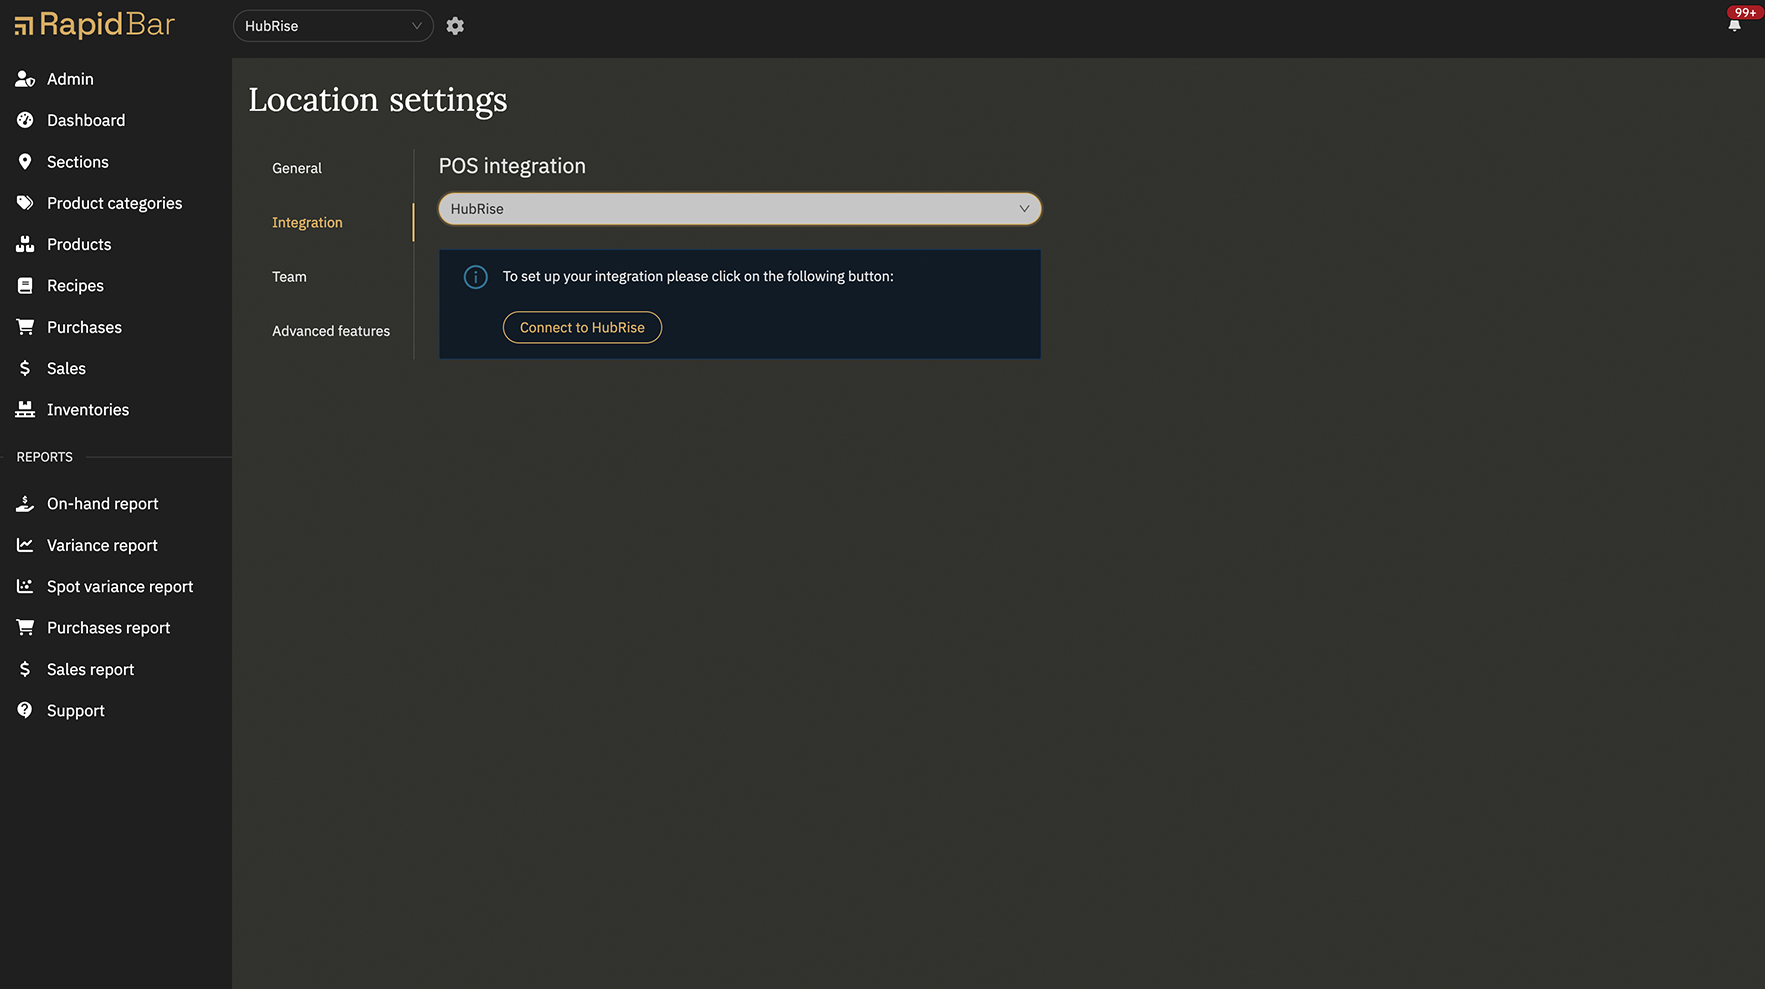 RapidBar
HubRise
99+
Admin
Dashboard
Sections
Product categories
Products
Recipes
Purchases
Sales
Inventories
REPORTS
On-hand report
Variance report
Spot variance report
Purchases report
Sales report
Support
Location settings
General
Integration
Team
Advanced features
POS integration
HubRise
To set up your integration please click on the following button:
Connect to HubRise